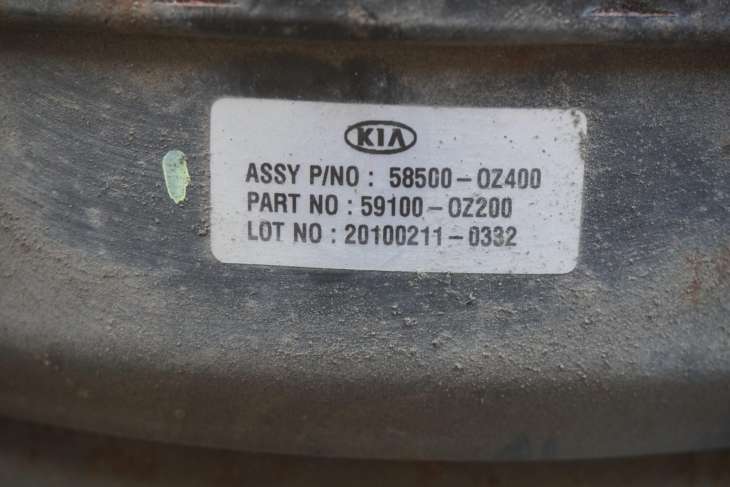 KIA
ASSY P/NO : 58500-0Z400
PART NO : 59100-0Z200
LOT NO : 20100211-0332